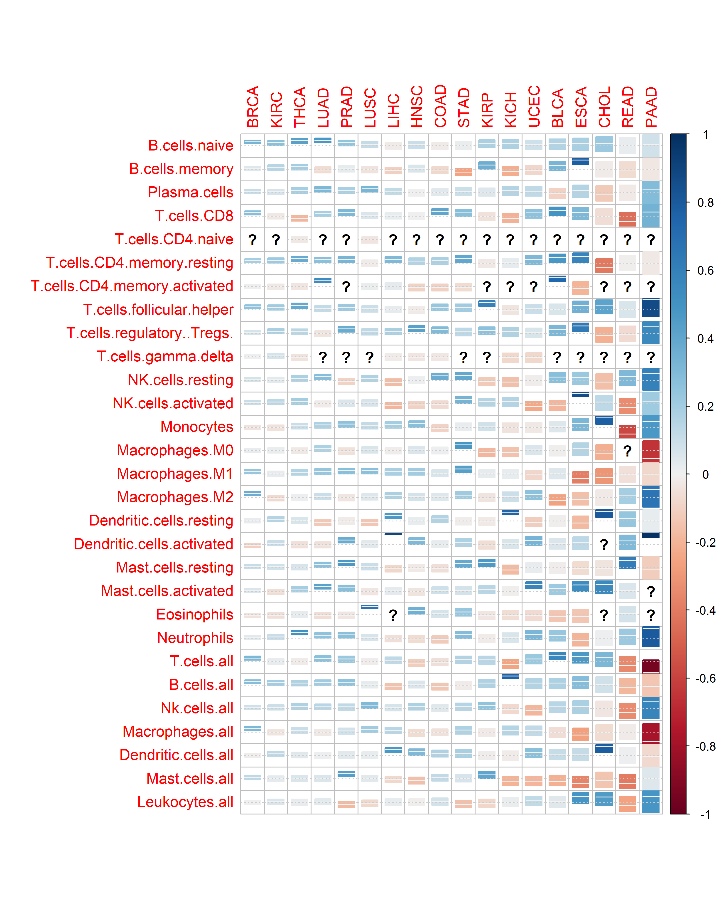 BRCA KIRC THCA LUAD PRAD LUSC LIHC HNSC COAD STAD KIRP KICH UCEC BLCA ESCA CHOL READ PAAD
1
B.cells.naive
B.cells.memory
0.8
Plasma.cells
T.cells.CD8
T.cells.CD4.naive ? ? ? ? ? ? ? ? ? ? ? ? ? ? ? ?
0.6
T.cells.CD4.memory.resting
T.cells.CD4.memory.activated ? ? ? ? ? ? ?
T.cells.follicular.helper
0.4
T.cells.regulatory..Tregs.
T.cells.gamma.delta ? ? ? ? ? ? ? ? ? ?
NK.cells.resting
0.2
NK.cells.activated
Monocytes
Macrophages.M0 ?
Macrophages.M1
0
Macrophages.M2
Dendritic.cells.resting
Dendritic.cells.activated ?
-0.2
Mast.cells.resting
Mast.cells.activated ?
Eosinophils ? ? ?
-0.4
Neutrophils
T.cells.all
B.cells.all
-0.6
Nk.cells.all
Macrophages.all
-0.8
Dendritic.cells.all
Mast.cells.all
Leukocytes.all
-1